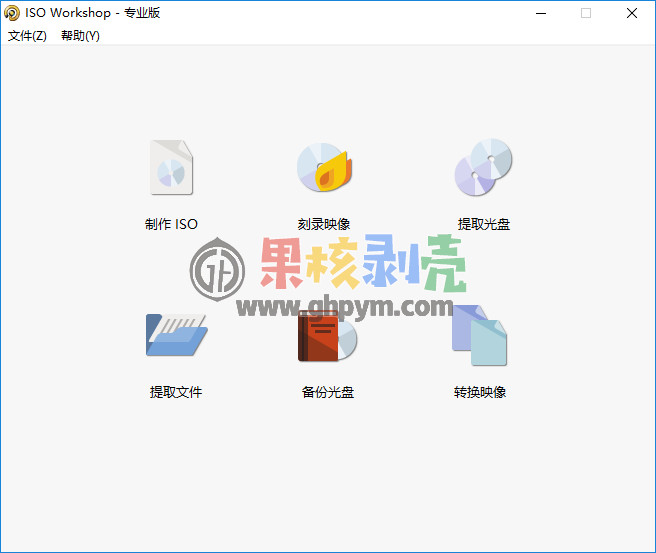 ISO Workshop - 专业版
文件(Z) 帮助(Y)
制作 ISO 刻录映像 提取光盘
果核剥壳
www.ghpym.com
提取文件 备份光盘 转换映像